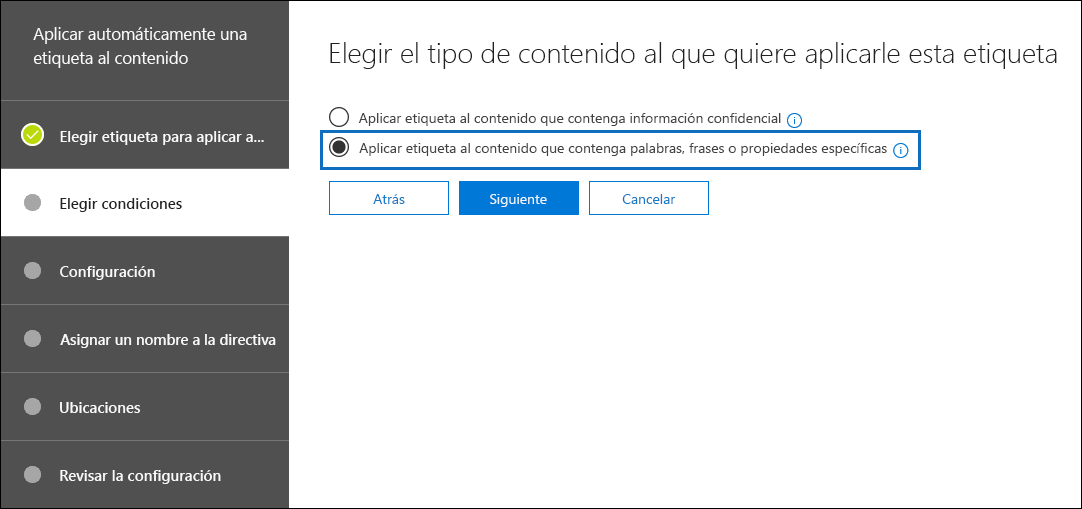 Aplicar automáticamente una
etiqueta al contenido
Elegir etiqueta para aplicar a...
Elegir condiciones
Configuración
Asignar un nombre a la directiva
Ubicaciones
Revisar la configuración
Elegir el tipo de contenido al que quiere aplicarle esta etiqueta
Aplicar etiqueta al contenido que contenga información confidencial
Aplicar etiqueta al contenido que contenga palabras, frases o propiedades específicas
Atrás
Siguiente
Cancelar